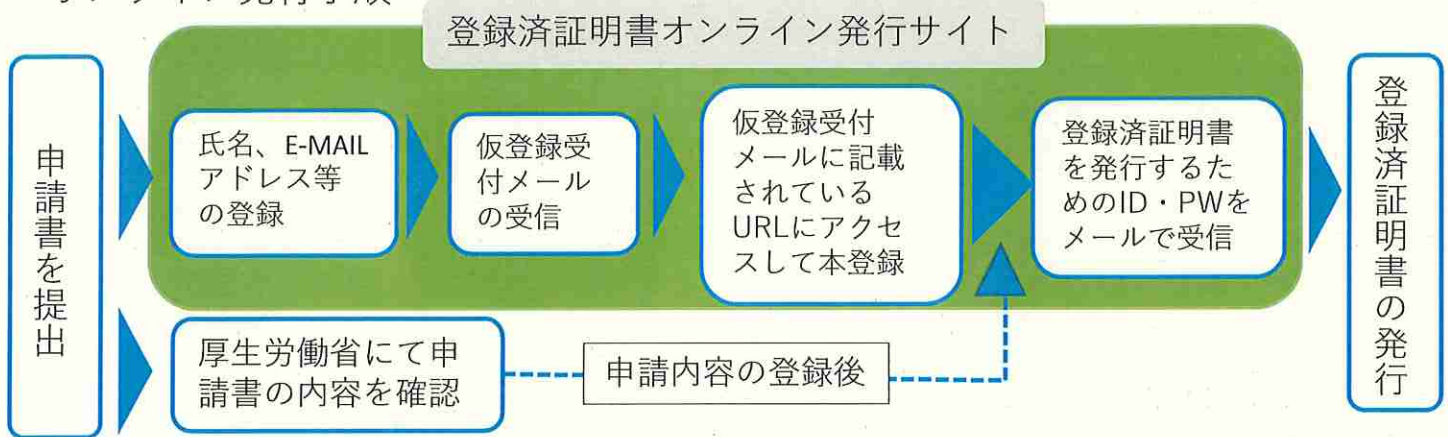 登録済証明書オンライン発行サイト
申請書を提出
氏名、E-MAIL
アドレス等
の登録
仮登録受
付メール
の受信
仮登録受付
メールに記載
されている
URLにアクセ
スして本登録
登録済証明書
を発行するた
めのID・PWを
メールで受信
登録済証明書の発行
厚生労働省にて申
請書の内容を確認
申請内容の登録後